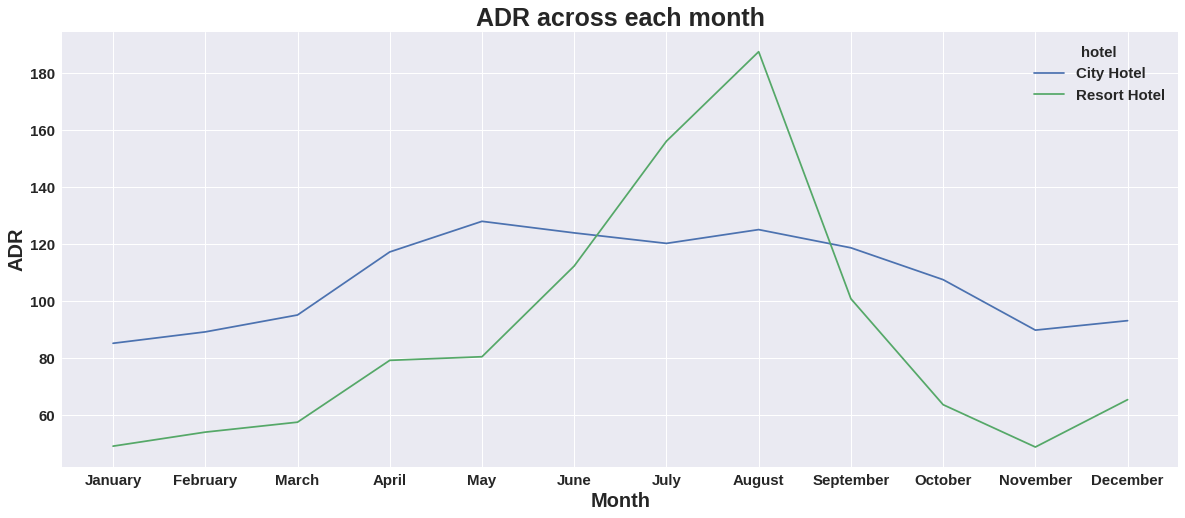 ADR across each month
hotel
City Hotel
Resort Hotel
180
160
140
120
100
80
60
ADR
January February March April May June July August September October November December
Month